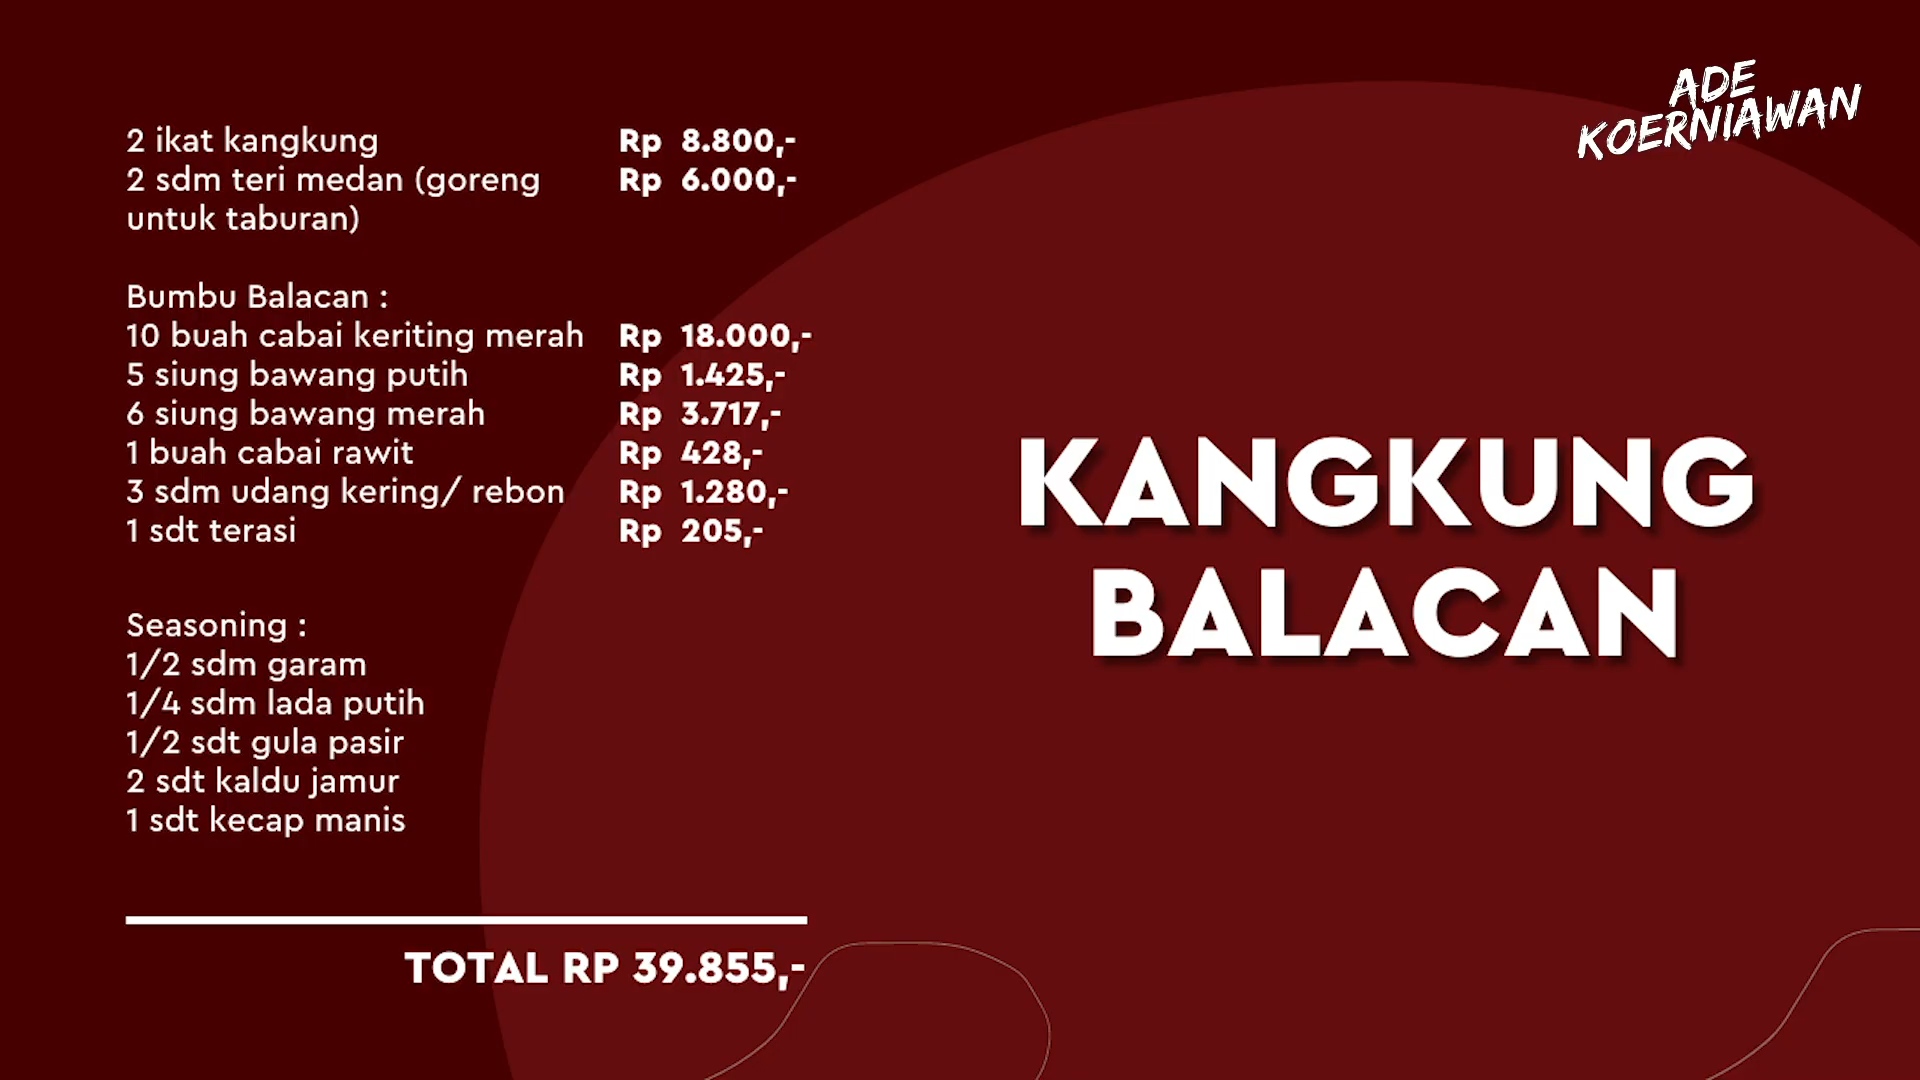 ADE
KOERNIAWAN
2 ikat kangkung Rp 8.800,-
2 sdm teri medan (goreng Rp 6.000,-
untuk taburan)
Bumbu Balacan :
10 buah cabai keriting merah Rp 18.000,-
5 siung bawang putih Rp 1.425,-
6 siung bawang merah Rp 3.717,-
1 buah cabai rawit Rp 428,-
3 sdm udang kering/ rebon Rp 1.280,-
1 sdt terasi Rp 205,-
Seasoning :
1/2 sdm garam
1/4 sdm lada putih
1/2 sdt gula pasir
2 sdt kaldu jamur
1 sdt kecap manis
TOTAL RP 39.855,-
KANGKUNG
BALACAN